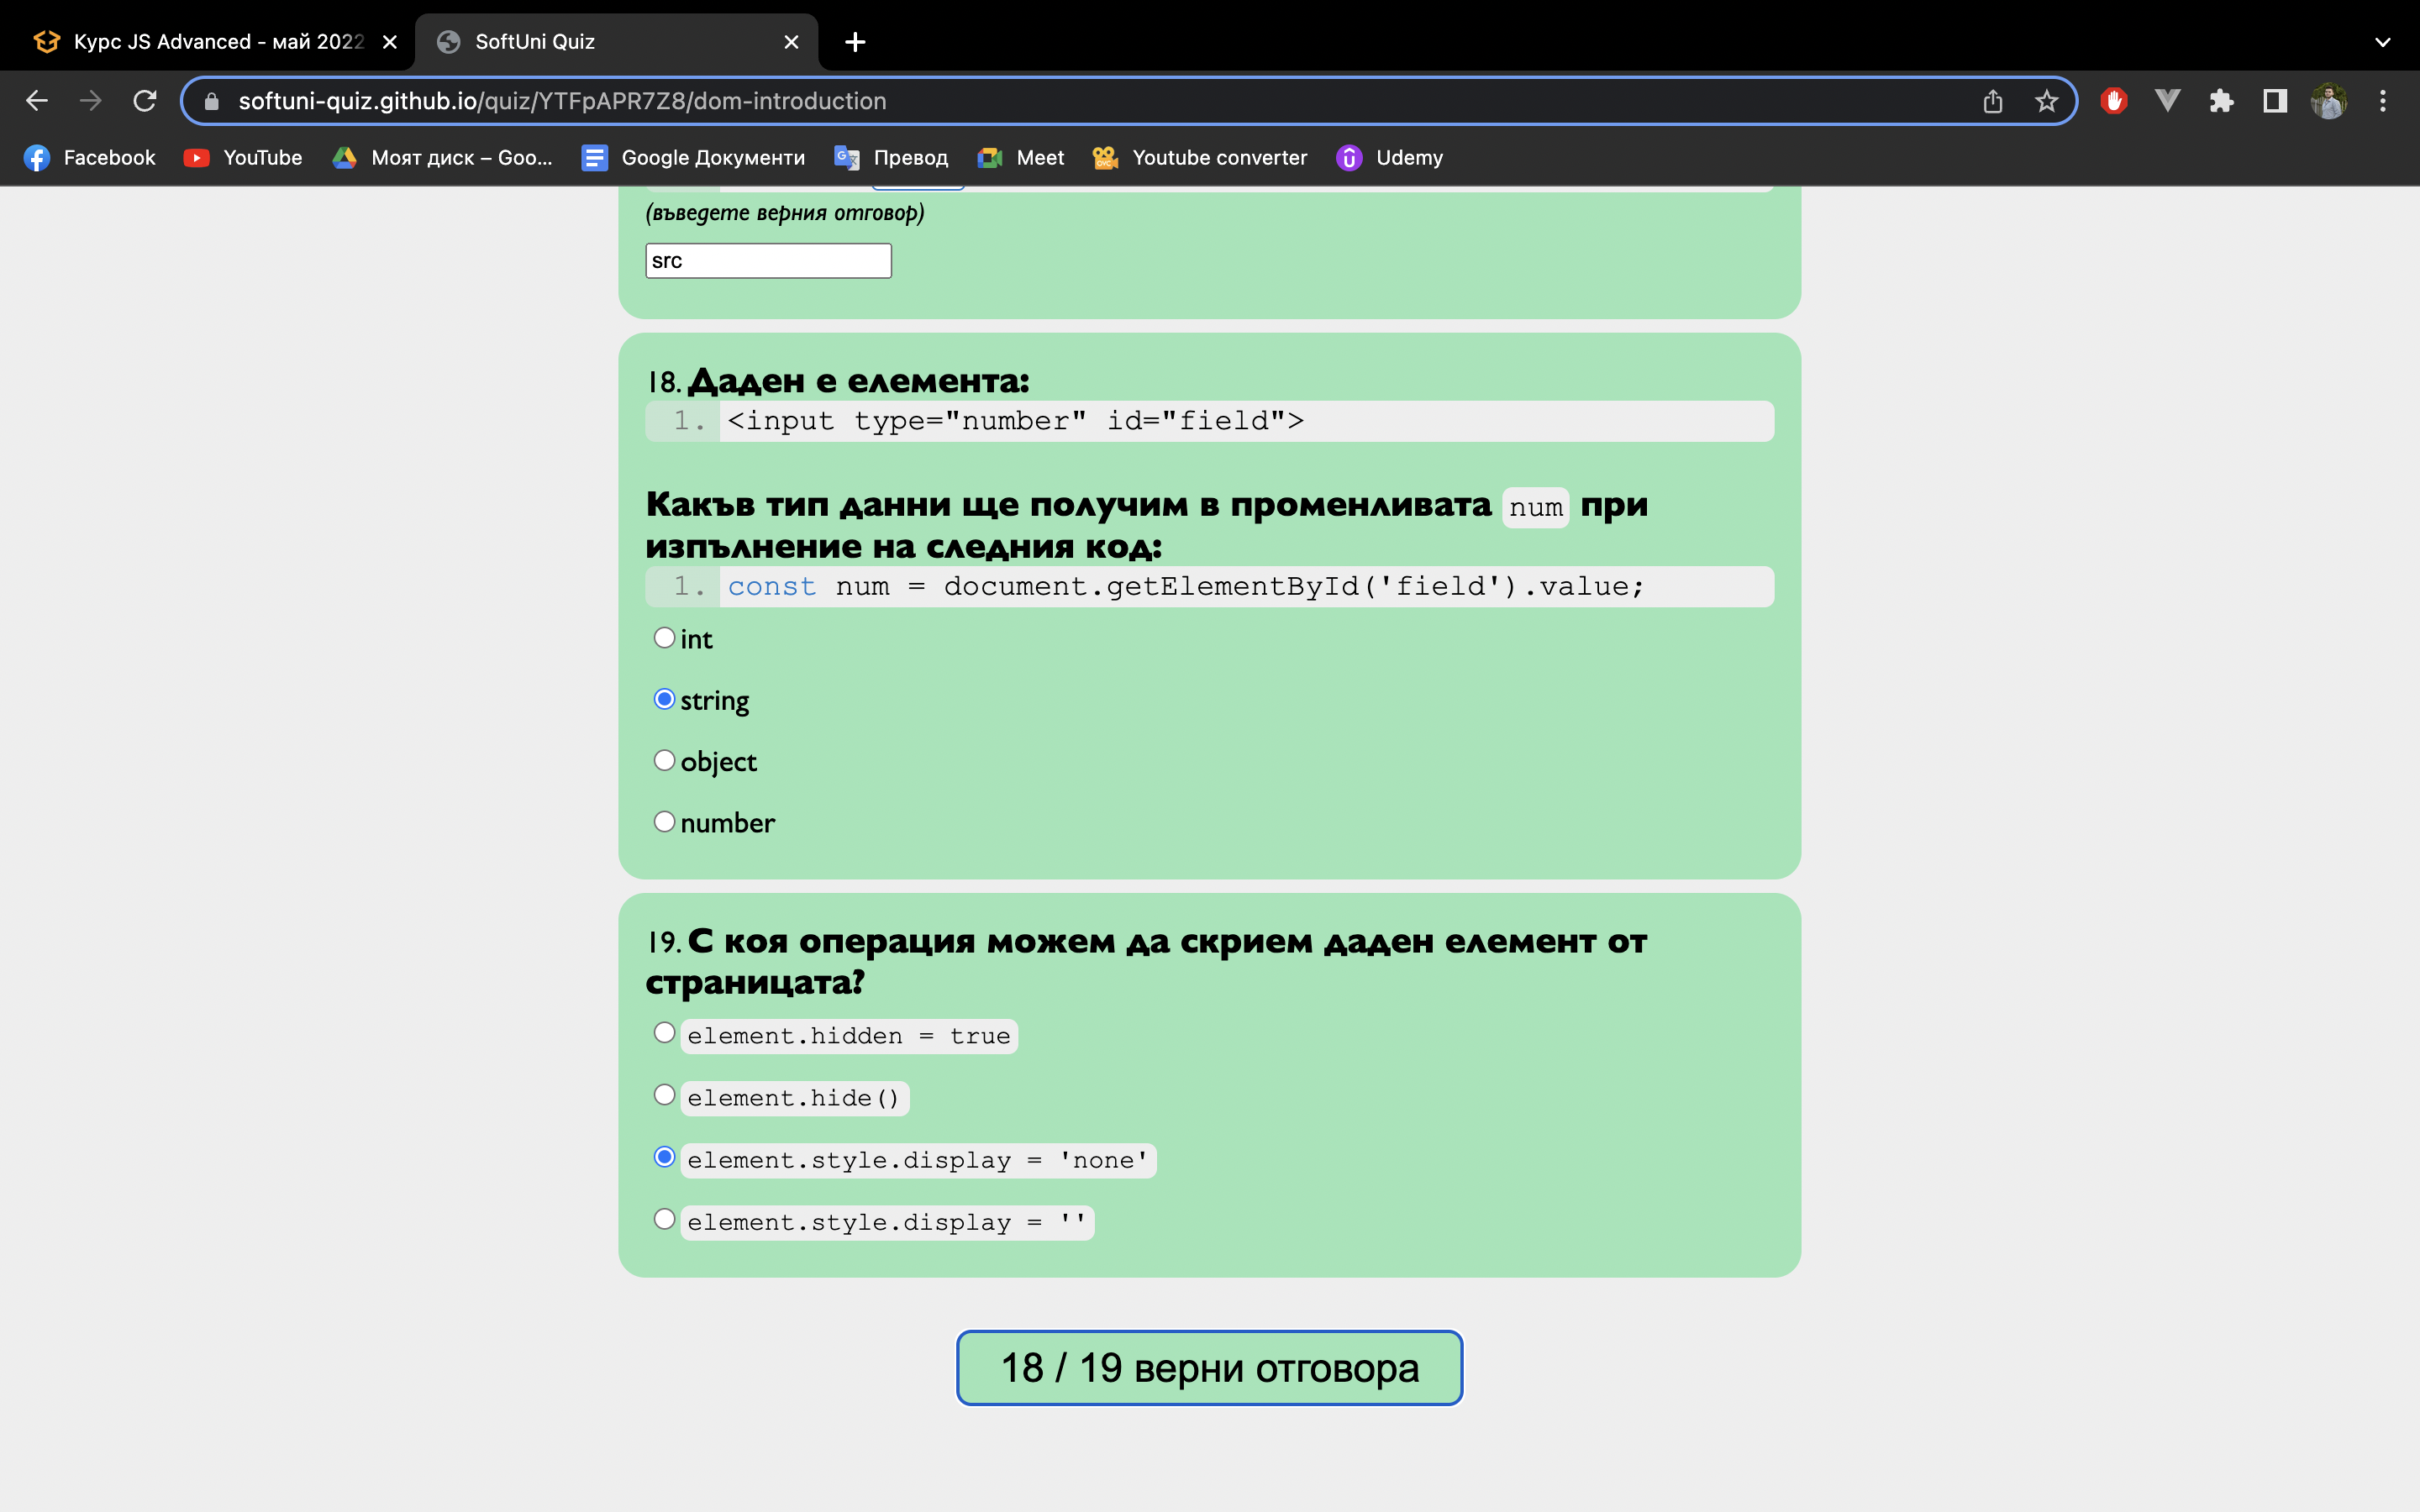 Курс JS Advanced - май 2022
SoftUni Quiz
softuni-quiz.github.io/quiz/YTFpAPR7Z8/dom-introduction
Facebook
YouTube
Моят диск – Goo...
Google Документи
Превод
Meet
Youtube converter
Udemy
(въведете верния отговор)
src
18. Даден е елемента:
1. <input type="number" id="field">
Какъв тип данни ще получим в променливата num при
изпълнение на следния код:
1. const num = document.getElementById('field').value;
int
string
object
number
19. С коя операция можем да скрием даден елемент от
страницата?
element.hidden = true
element.hide()
element.style.display = 'none'
element.style.display = ''
18 / 19 верни отговора